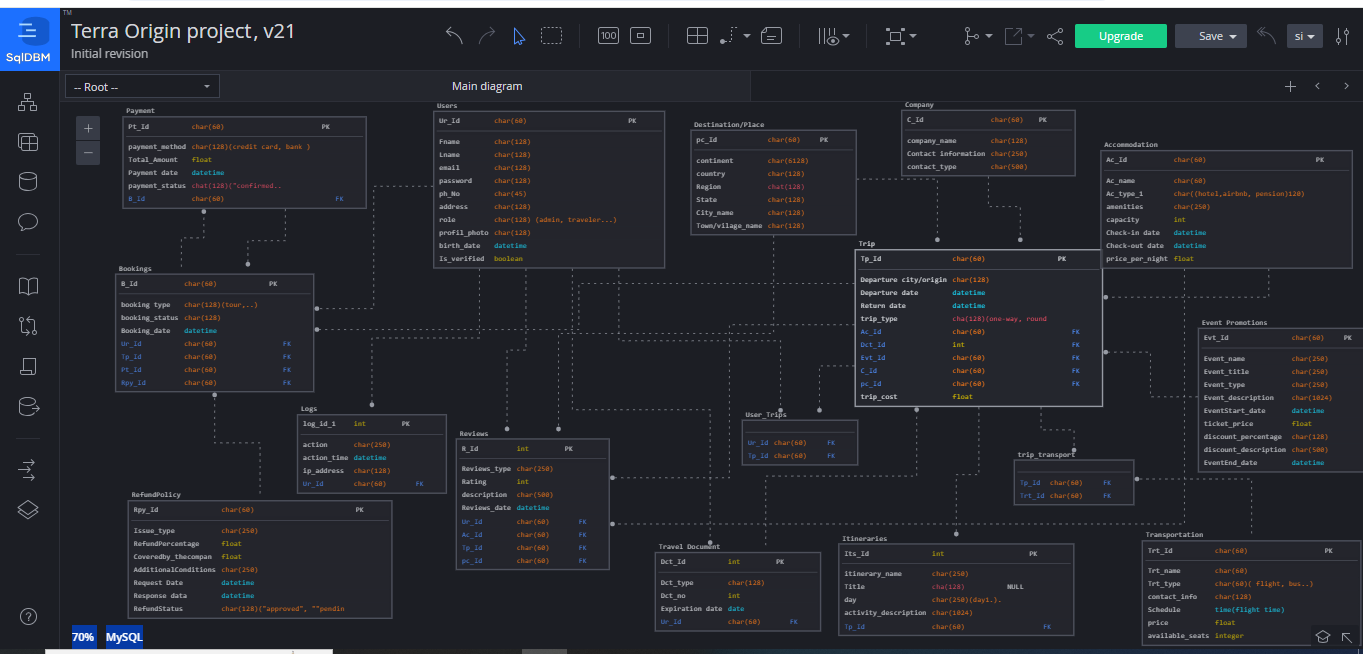 TM
SqlDBM
Terra Origin project, v21
Initial revision
100
Upgrade
Save
si
-- Root --
Main diagram
Payment
Pt_Id char(60) PK
payment_method char(128)(credit card, bank )
Total_Amount float
Payment date datetime
payment_status chat(128)("confirmed..
B_Id char(60) FK
Users
Ur_Id char(60) PK
Fname char(128)
Lname char(128)
email char(128)
password char(128)
ph_No char(45)
address char(128)
role char(128) (admin, traveler...)
profil_photo char(128)
birth_date datetime
Is_verified boolean
Destination/Place
pc_Id char(60) PK
continent char(6128)
country char(128)
Region chat(128)
State char(128)
City_name char(128)
Town/vilage_name char(128)
Company
C_Id char(60) PK
company_name char(128)
Contact information char(250)
contact_type char(500)
Accommodation
Ac_Id char(60) PK
Ac_name char(60)
Ac_type_1 char((hotel,airbnb, pension)120)
amenities char(250)
capacity int
Check-in date datetime
Check-out date datetime
price_per_night float
Trip
Tp_Id char(60) PK
Departure city/origin char(128)
Departure date datetime
Return date datetime
trip_type cha(128)(one-way, round
Ac_Id char(60) FK
Dct_Id int FK
Evt_Id char(60) FK
C_Id char(60) FK
pc_Id char(60) FK
trip_cost float
Bookings
B_Id char(60) PK
booking type char(128)(tour,..)
booking_status char(128)
Booking_date datetime
Ur_Id char(60) FK
Tp_Id char(60) FK
Pt_Id char(60) FK
Rpy_Id char(60) FK
Event Promotions
Evt_Id char(60) PK
Event_name char(250)
Event_title char(250)
Event_type char(250)
Event_description char(1024)
EventStart_date datetime
ticket_price float
discount_percentage char(128)
discount_description char(500)
EventEnd_date datetime
Logs
log_id_1 int PK
action char(250)
action_time datetime
ip_address char(128)
Ur_Id char(60) FK
Reviews
R_Id int PK
Reviews_type char(250)
Rating int
description char(500)
Reviews_date datetime
Ur_Id char(60) FK
Ac_Id char(60) FK
Tp_Id char(60) FK
pc_Id char(60) FK
User_Trips
Ur_Id char(60) FK
Tp_Id char(60) FK
trip_transport
Tp_Id char(60) FK
Trt_Id char(60) FK
RefundPolicy
Rpy_Id char(60) PK
Issue_type char(250)
RefundPercentage float
Coveredby_thecompan float
AdditionalConditions char(250)
Request Date datetime
Response data datetime
RefundStatus char(128)("approved", ""pendin
Travel Document
Dct_Id int PK
Dct_type char(128)
Dct_no int
Expiration date date
Ur_Id char(60) FK
Itineraries
Its_Id int PK
itinerary_name char(250)
Title cha(128) NULL
day char(250)(day1.).
activity_description char(1024)
Tp_Id char(60) FK
Transportation
Trt_Id char(60) PK
Trt_name char(60)
Trt_type char(60)( flight, bus..)
contact_info char(128)
Schedule time(flight time)
price float
available_seats integer
70% MySQL